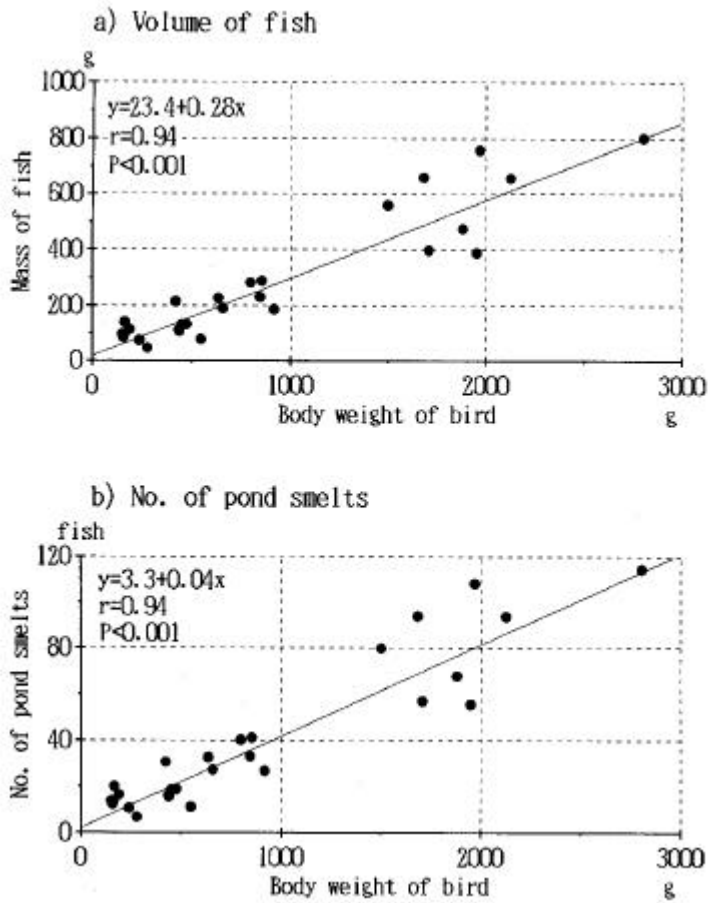 a) Volume of fish
g
1000
800
600
400
200
0
Mass of fish
y=23.4+0.28x
r=0.94
P<0.001
0 1000 2000 3000
Body weight of bird g
b) No. of pond smelts
fish
120
80
40
0
No. of pond smelts
y=3.3+0.04x
r=0.94
P<0.001
0 1000 2000 3000
Body weight of bird g